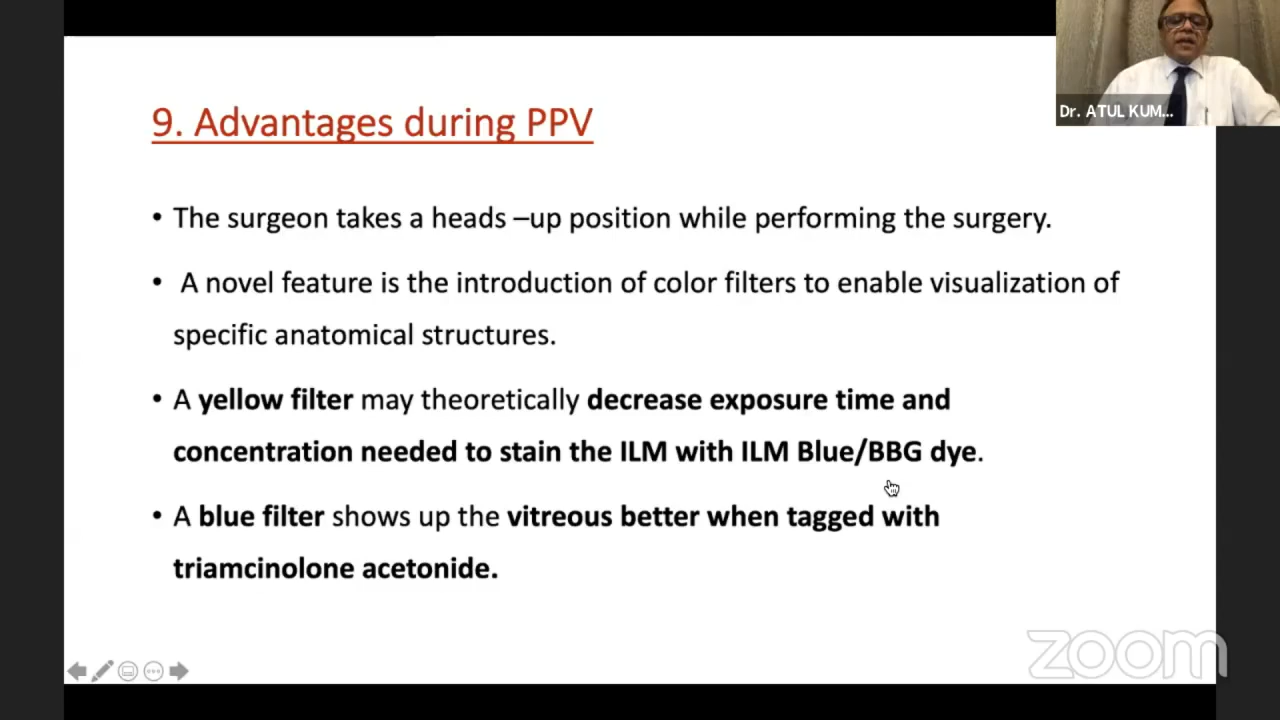 Dr. ATUL KUM...
9. Advantages during PPV
• The surgeon takes a heads –up position while performing the surgery.
• A novel feature is the introduction of color filters to enable visualization of
specific anatomical structures.
• A yellow filter may theoretically decrease exposure time and
concentration needed to stain the ILM with ILM Blue/BBG dye.
• A blue filter shows up the vitreous better when tagged with
triamcinolone acetonide.
zoom